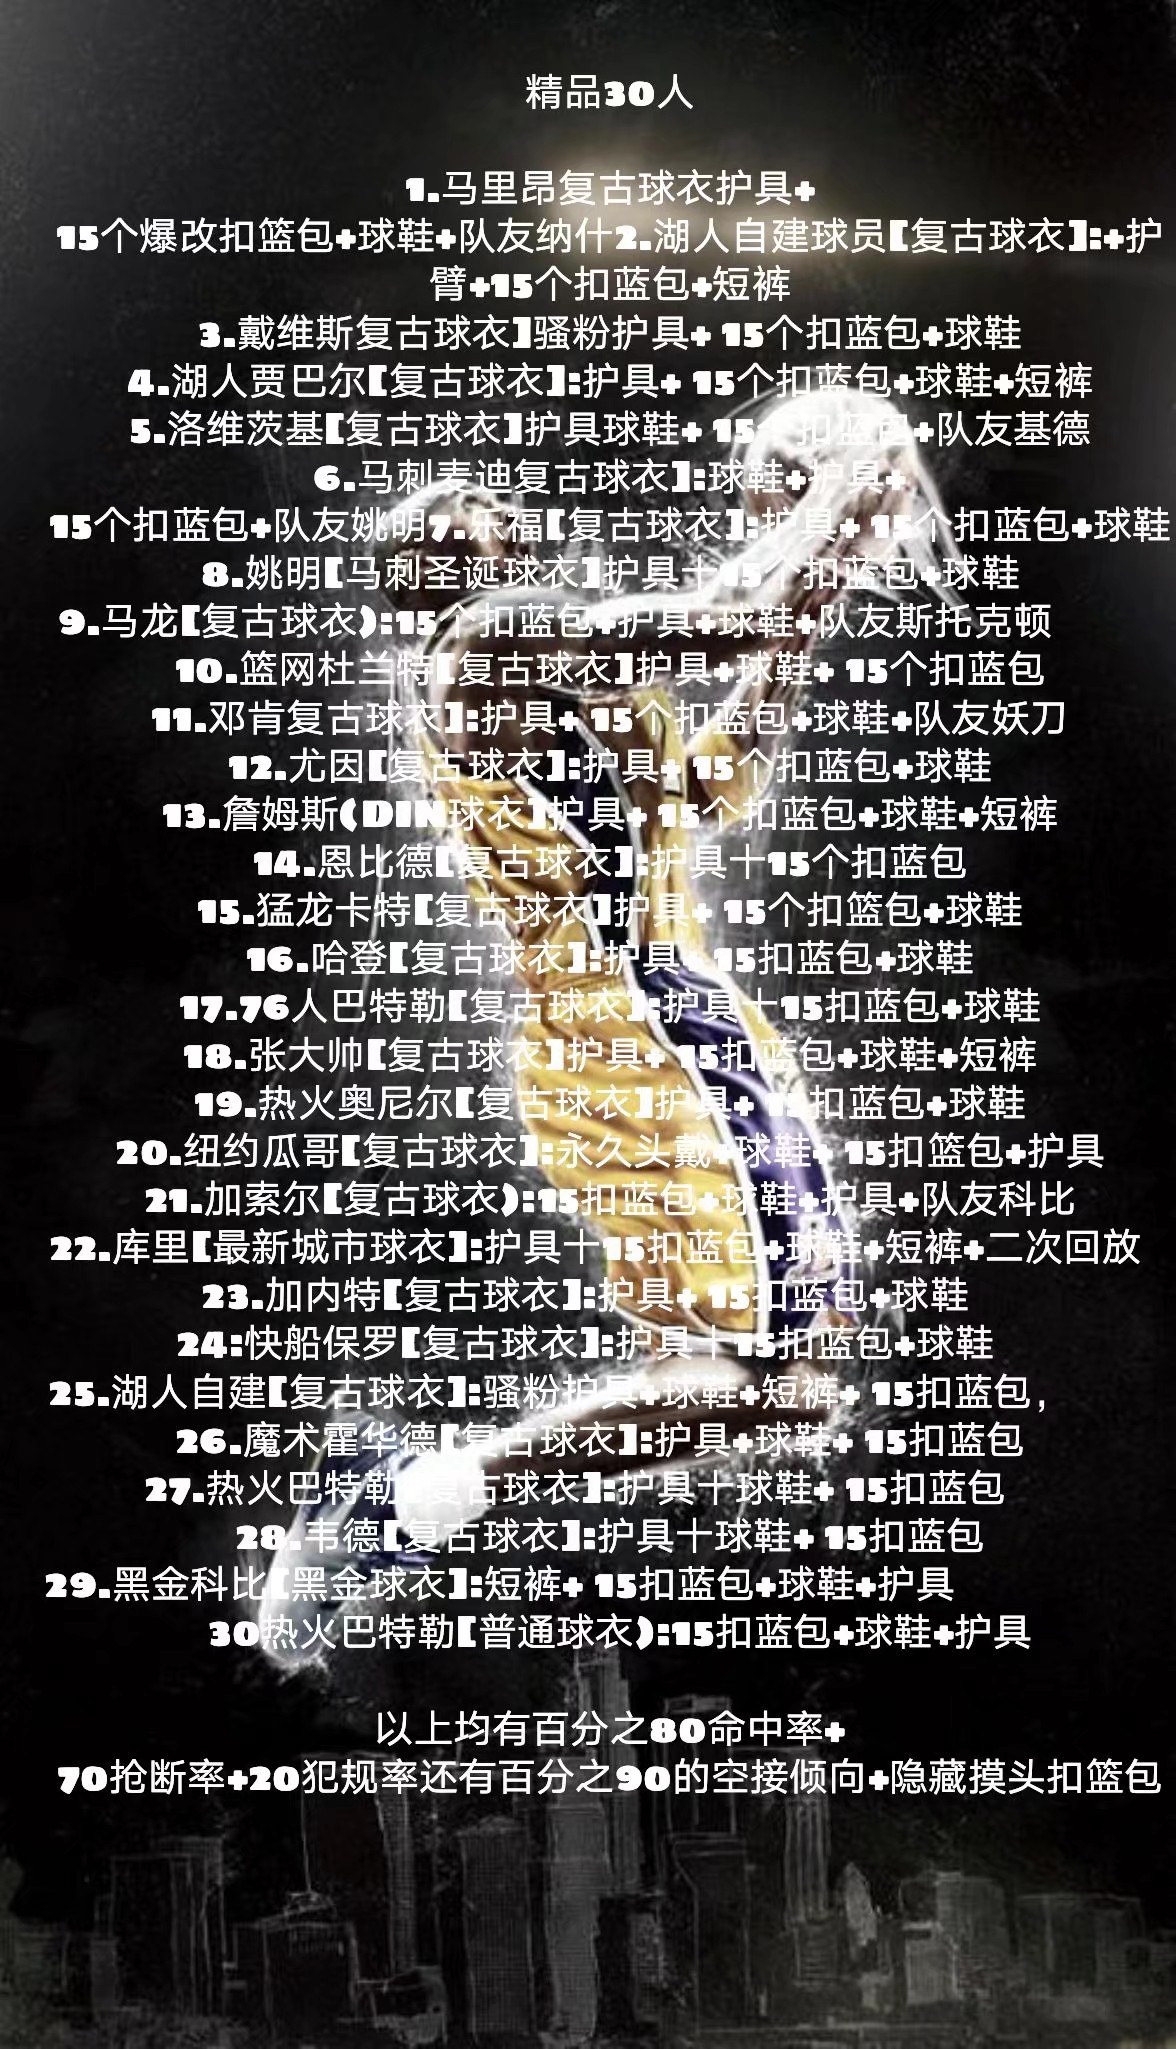 精品30人
1.马里昂复古球衣护具+
15个爆改扣篮包+球鞋+队友纳什2.湖人自建球员【复古球衣】:+护
臂+15个扣蓝包+短裤
3.戴维斯复古球衣】骚粉护具+ 15个扣蓝包+球鞋
4.湖人贾巴尔【复古球衣】:护具+ 15个扣蓝包+球鞋+短裤
5.洛维茨基【复古球衣】护具球鞋+ 15个扣蓝包+队友基德
6.马刺麦迪复古球衣】:球鞋+护具+
15个扣蓝包+队友姚明7.乐福【复古球衣】:护具+ 15个扣蓝包+球鞋
8.姚明【马刺圣诞球衣】护具十15个扣蓝包+球鞋
9.马龙【复古球衣):15个扣蓝包+护具+球鞋+队友斯托克顿
10.篮网杜兰特【复古球衣】护具+球鞋+ 15个扣蓝包
11.邓肯复古球衣】:护具+ 15个扣蓝包+球鞋+队友妖刀
12.尤因【复古球衣】:护具+ 15个扣蓝包+球鞋
13.詹姆斯(DIN球衣】护具+ 15个扣蓝包+球鞋+短裤
14.恩比德【复古球衣】:护具十15个扣蓝包
15.猛龙卡特【复古球衣】护具+ 15个扣篮包+球鞋
16.哈登【复古球衣】:护具+ 15扣蓝包+球鞋
17.76人巴特勒【复古球衣】:护具十15扣蓝包+球鞋
18.张大帅【复古球衣】护具+ 15扣蓝包+球鞋+短裤
19.热火奥尼尔【复古球衣】护具+ 15扣蓝包+球鞋
20.纽约瓜哥【复古球衣】:永久头戴+球鞋+ 15扣篮包+护具
21.加索尔【复古球衣):15扣蓝包+球鞋+护具+队友科比
22.库里【最新城市球衣】:护具十15扣蓝包+球鞋+短裤+二次回放
23.加内特【复古球衣】:护具+ 15扣蓝包+球鞋
24:快船保罗【复古球衣】:护具十15扣蓝包+球鞋
25.湖人自建【复古球衣】:骚粉护具+球鞋+短裤+ 15扣蓝包,
26.魔术霍华德【复古球衣】:护具+球鞋+ 15扣蓝包
27.热火巴特勒【复古球衣】:护具十球鞋+ 15扣蓝包
28.韦德【复古球衣】:护具十球鞋+ 15扣蓝包
29.黑金科比【黑金球衣】:短裤+ 15扣蓝包+球鞋+护具
30热火巴特勒【普通球衣):15扣蓝包+球鞋+护具
以上均有百分之80命中率+
70抢断率+20犯规率还有百分之90的空接倾向+隐藏摸头扣篮包